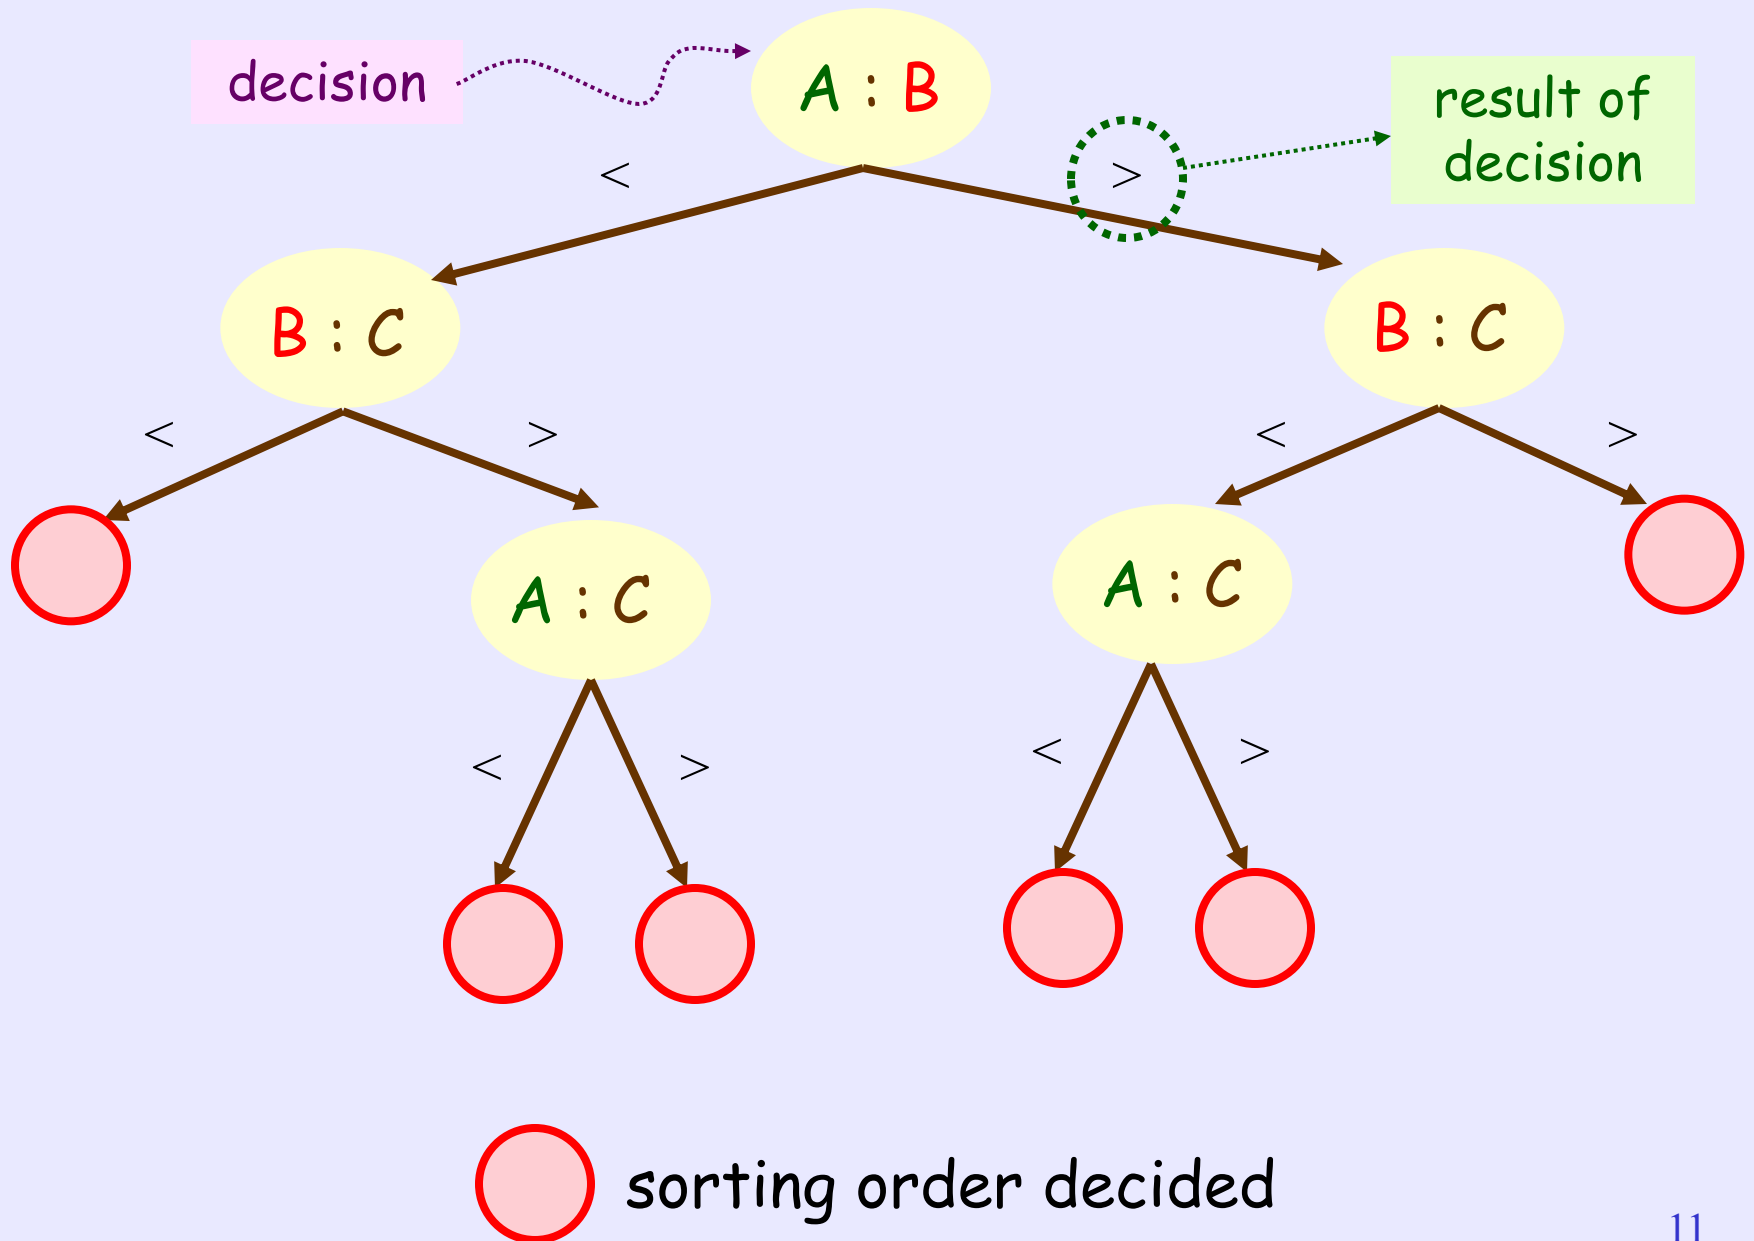 decision
A : B
result of
decision
<
>
B : C
B : C
<
>
<
>
A : C
A : C
<
>
<
>
sorting order decided
11